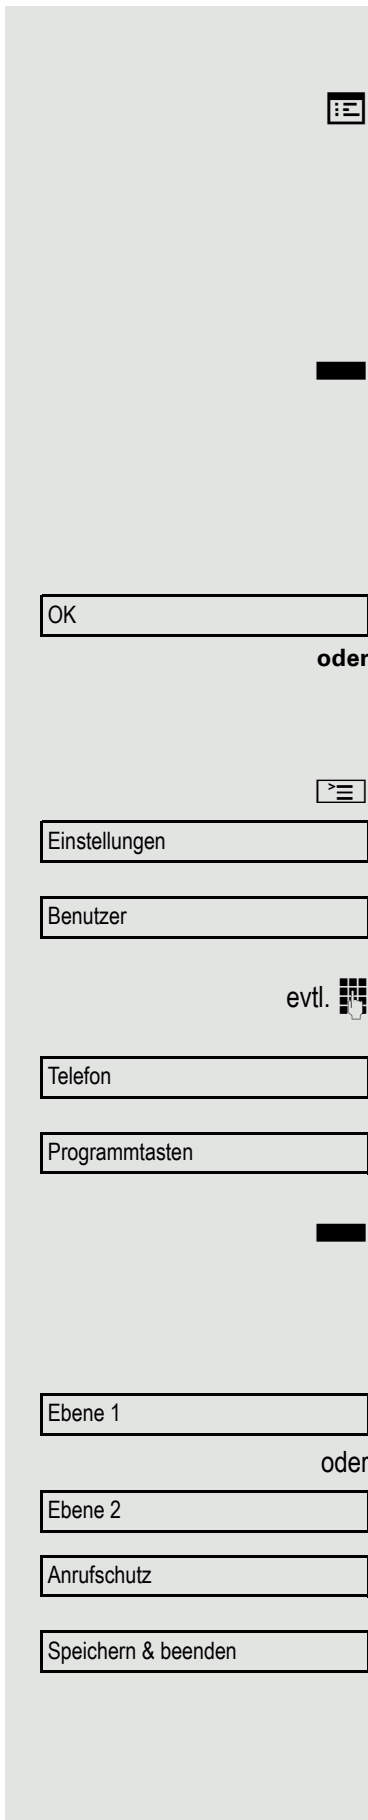 OK
oder
Einstellungen
Benutzer
evtl.
Telefon
Programmtasten
Ebene 1
oder
Ebene 2
Anrufschutz
Speichern & beenden